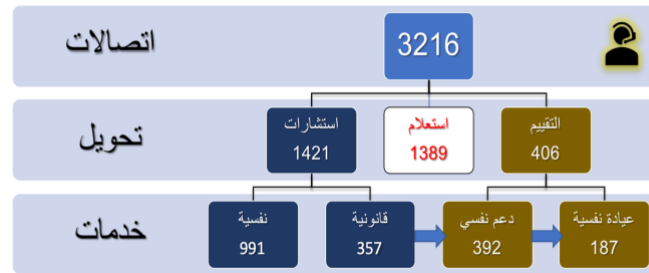 اتصالات
3216
تحويل
استشارات
1421
استعلام
1389
التقييم
406
خدمات
نفسية
991
قانونية
357
دعم نفسي
392
عيادة نفسية
187